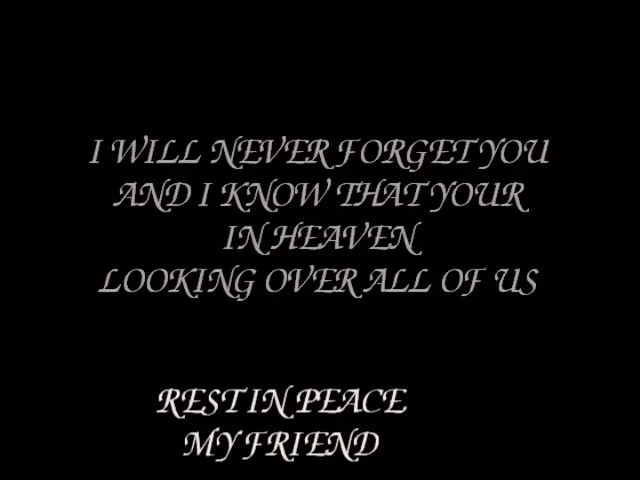 I WILL NEVER FORGET YOU
AND I KNOW THAT YOUR
IN HEAVEN
LOOKING OVER ALL OF US
REST IN PEACE
MY FRIEND